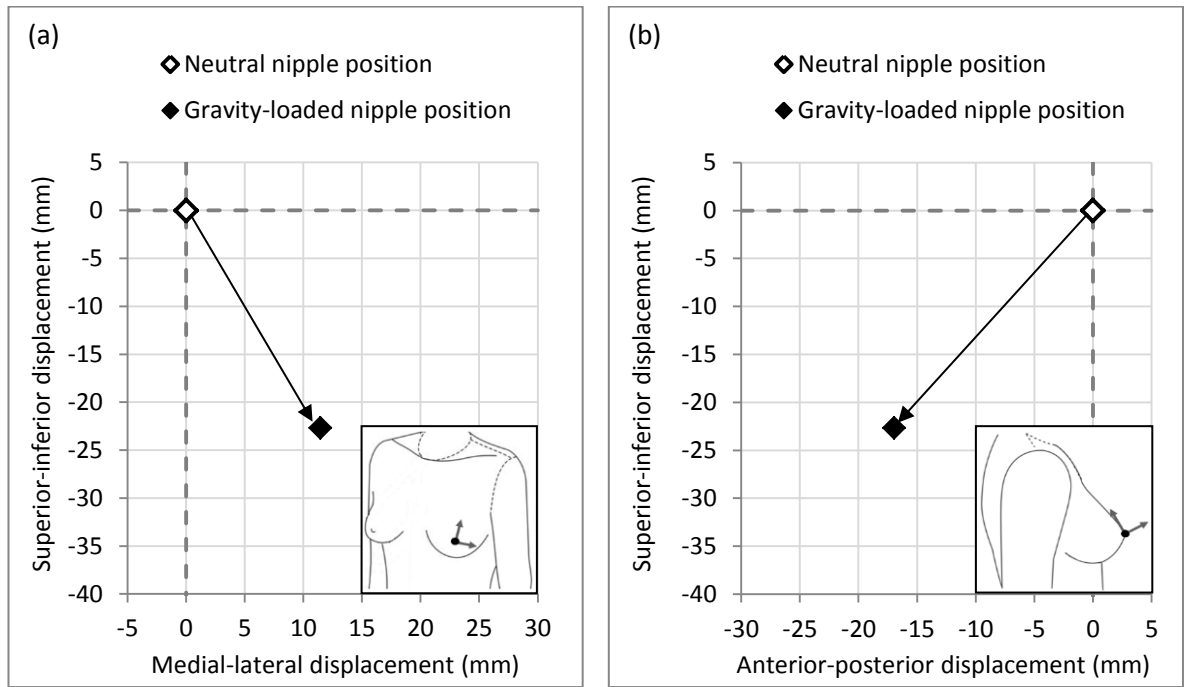 (a)
Neutral nipple position
Gravity-loaded nipple position
5
0
-5
-10
-15
-20
-25
-30
-35
-40
-5 0 5 10 15 20 25 30
Superior-inferior displacement (mm)
Medial-lateral displacement (mm)
(b)
Neutral nipple position
Gravity-loaded nipple position
5
0
-5
-10
-15
-20
-25
-30
-35
-40
-30 -25 -20 -15 -10 -5 0 5
Superior-inferior displacement (mm)
Anterior-posterior displacement (mm)